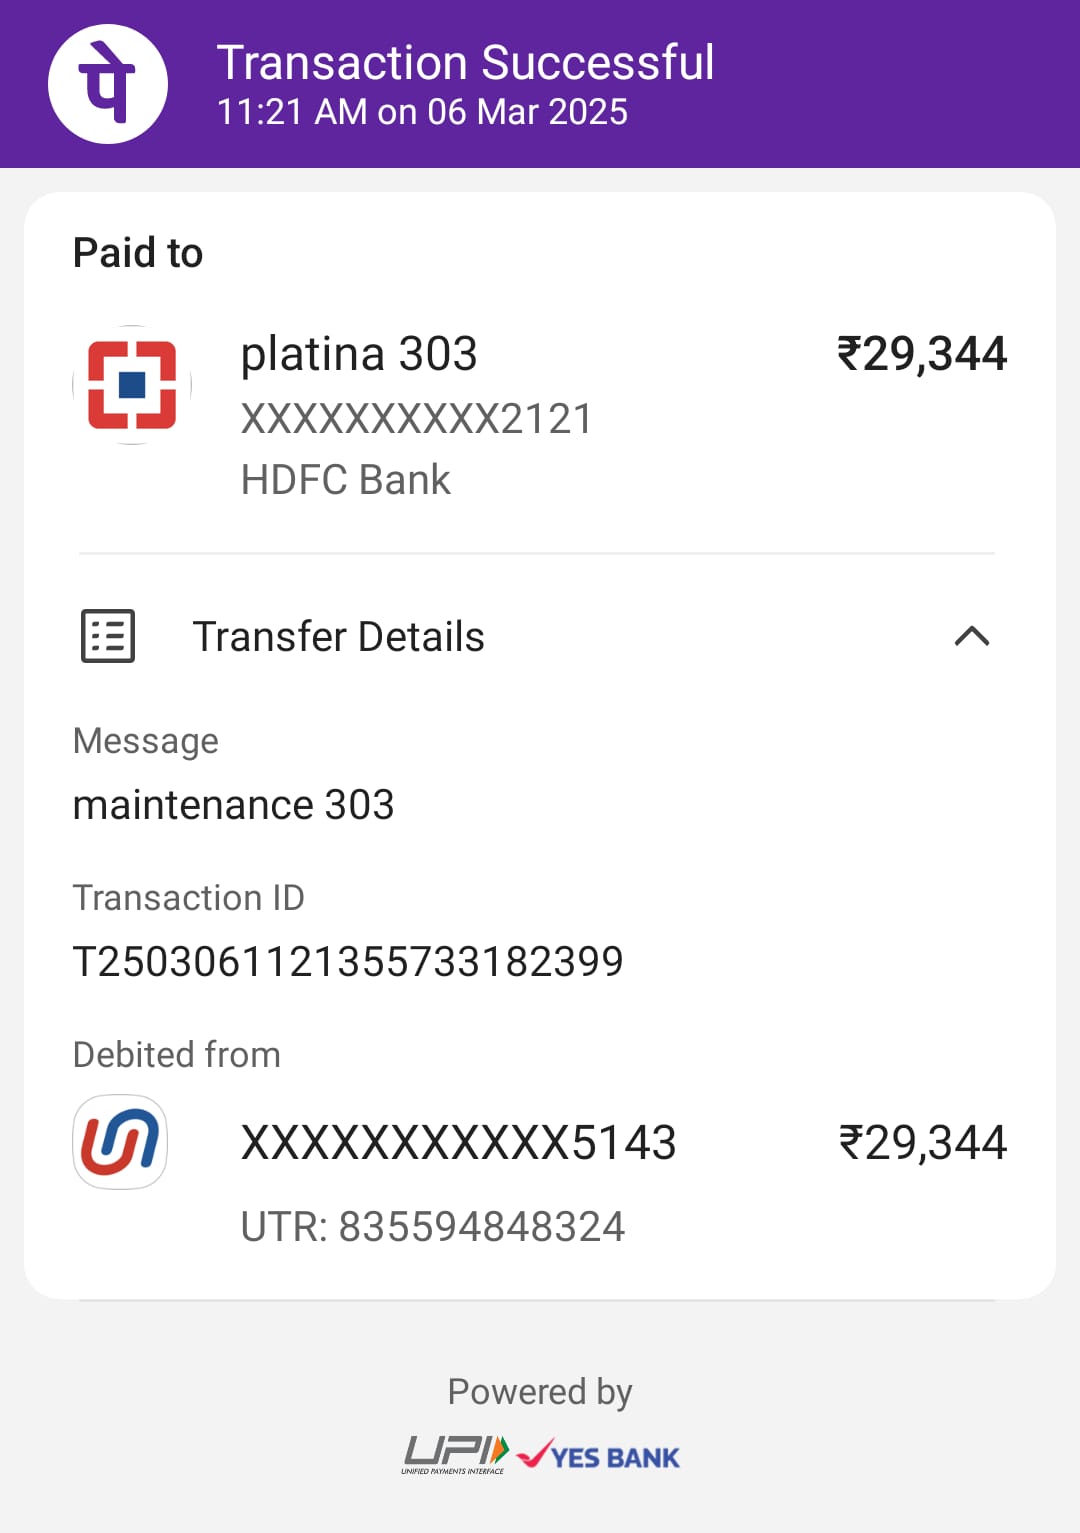 पे
Transaction Successful
11:21 AM on 06 Mar 2025
Paid to
platina 303
₹29,344
XXXXXXXXXX2121
HDFC Bank
Transfer Details
Message
maintenance 303
Transaction ID
T2503061121355733182399
Debited from
XXXXXXXXXXX5143
₹29,344
UTR: 835594848324
Powered by
UPI
UNIFIED PAYMENTS INTERFACE
YES BANK